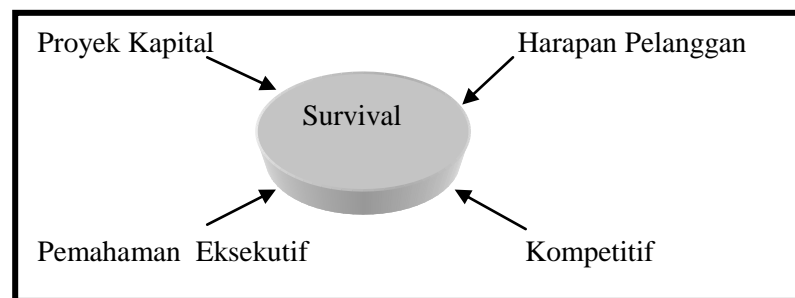 Proyek Kapital
Harapan Pelanggan
Survival
Pemahaman Eksekutif
Kompetitif